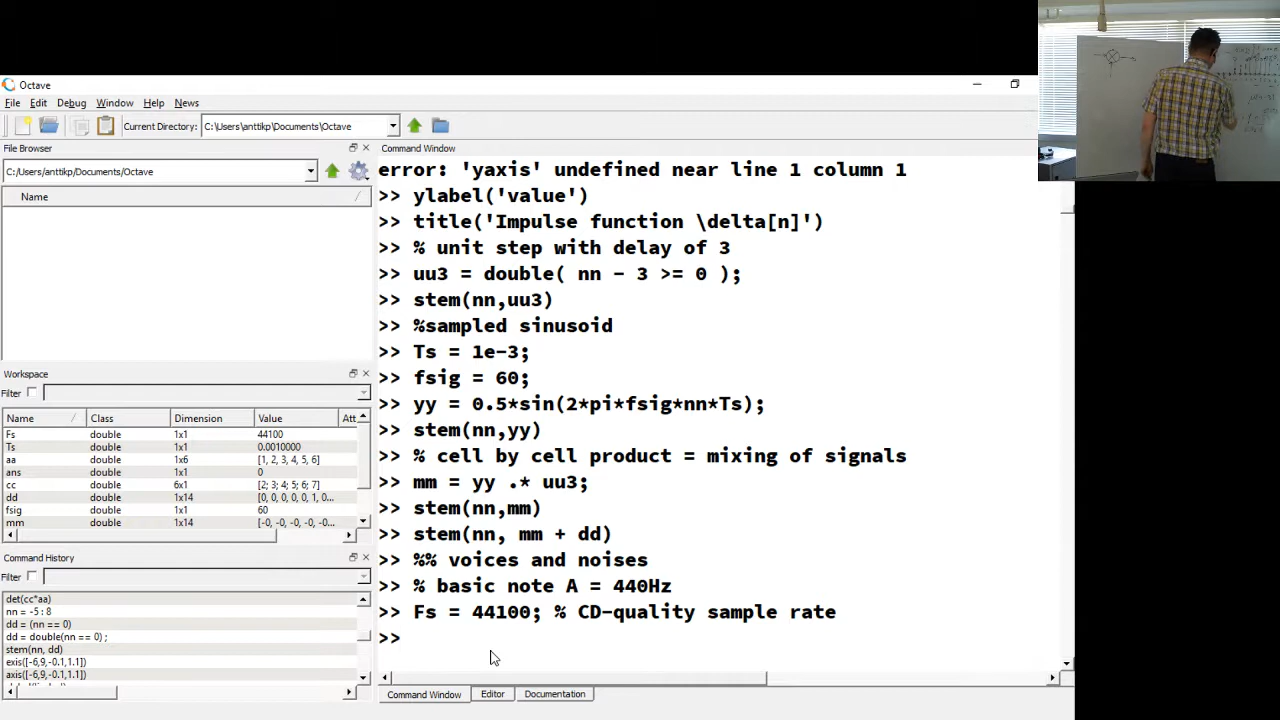 Octave
File Edit Debug Window Help News
Current Directory: C:\Users\anttikp\Documents\Octave
File Browser
C:/Users/anttikp/Documents/Octave
Name
Workspace
Filter
Name Class Dimension Value Att
Fs double 1x1 44100
Ts double 1x1 0.0010000
aa double 1x6 [1, 2, 3, 4, 5, 6]
ans double 1x1 0
cc double 6x1 [2; 3; 4; 5; 6; 7]
dd double 1x14 [0, 0, 0, 0, 0, 1, 0...
fsig double 1x1 60
mm double 1x14 [-0, -0, -0, -0, -0...
Command History
Filter
det(cc*aa)
nn = -5 : 8
dd = (nn == 0)
dd = double(nn == 0) ;
stem(nn, dd)
exis([-6,9,-0.1,1.1])
axis([-6,9,-0.1,1.1])
Command Window
error: 'yaxis' undefined near line 1 column 1
>> ylabel('value')
>> title('Impulse function \delta[n]')
>> % unit step with delay of 3
>> uu3 = double( nn - 3 >= 0 );
>> stem(nn,uu3)
>> %sampled sinusoid
>> Ts = 1e-3;
>> fsig = 60;
>> yy = 0.5*sin(2*pi*fsig*nn*Ts);
>> stem(nn,yy)
>> % cell by cell product = mixing of signals
>> mm = yy .* uu3;
>> stem(nn,mm)
>> stem(nn, mm + dd)
>> %% voices and noises
>> % basic note A = 440Hz
>> Fs = 44100; % CD-quality sample rate
>>
Command Window Editor Documentation